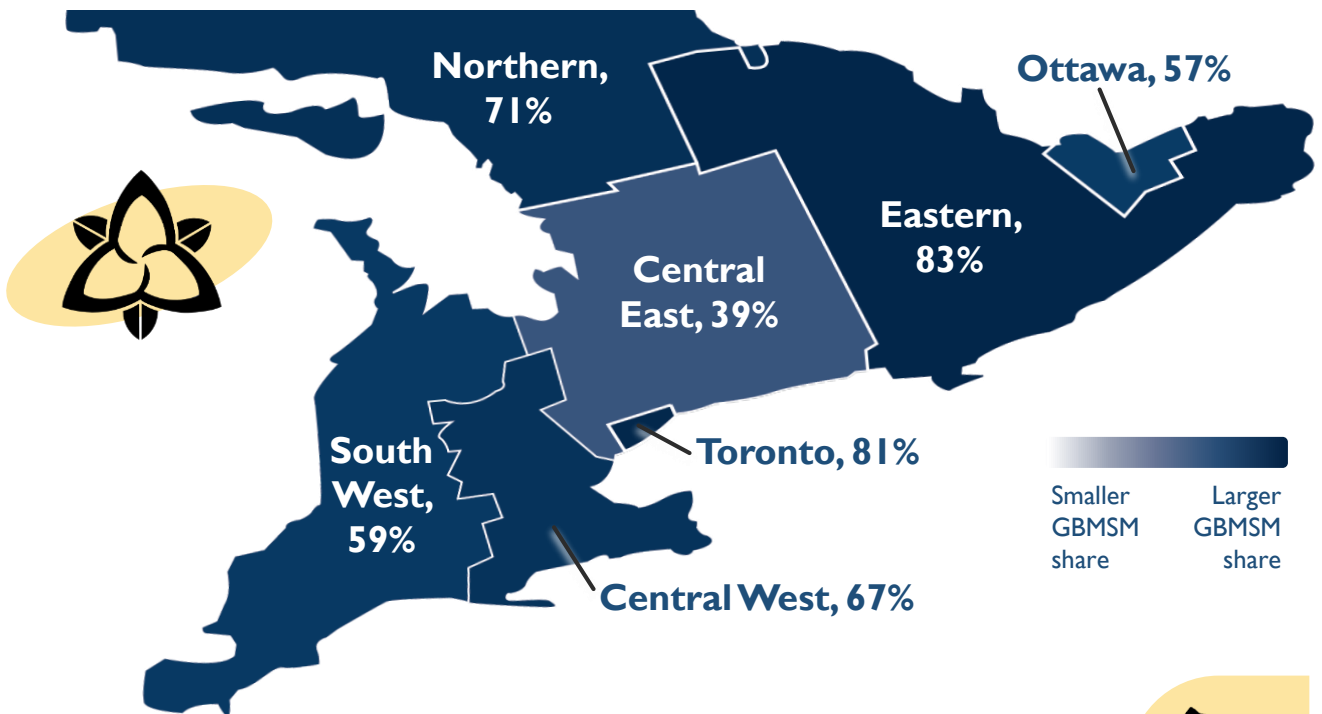 Northern,
71%
Ottawa, 57%
Eastern,
83%
Central
East, 39%
South
West,
59%
Toronto, 81%
Central West, 67%
Smaller
GBMSM
share
Larger
GBMSM
share